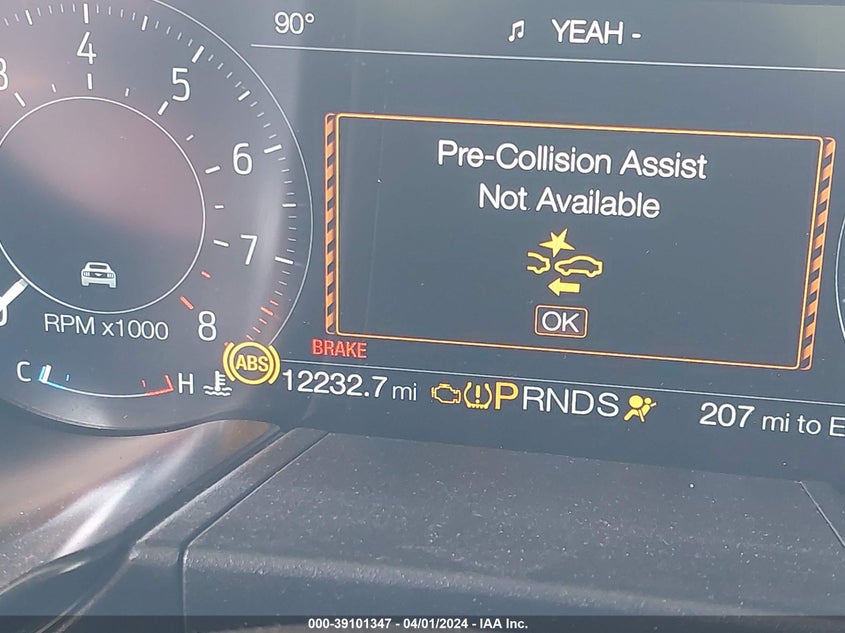 90°
YEAH -
4
5
6
7
8
RPM x1000
Pre-Collision Assist
Not Available
OK
BRAKE
ABS
C
H
12232.7 mi
PRNDS
207 mi to E
000-39101347 - 04/01/2024 - IAA Inc.